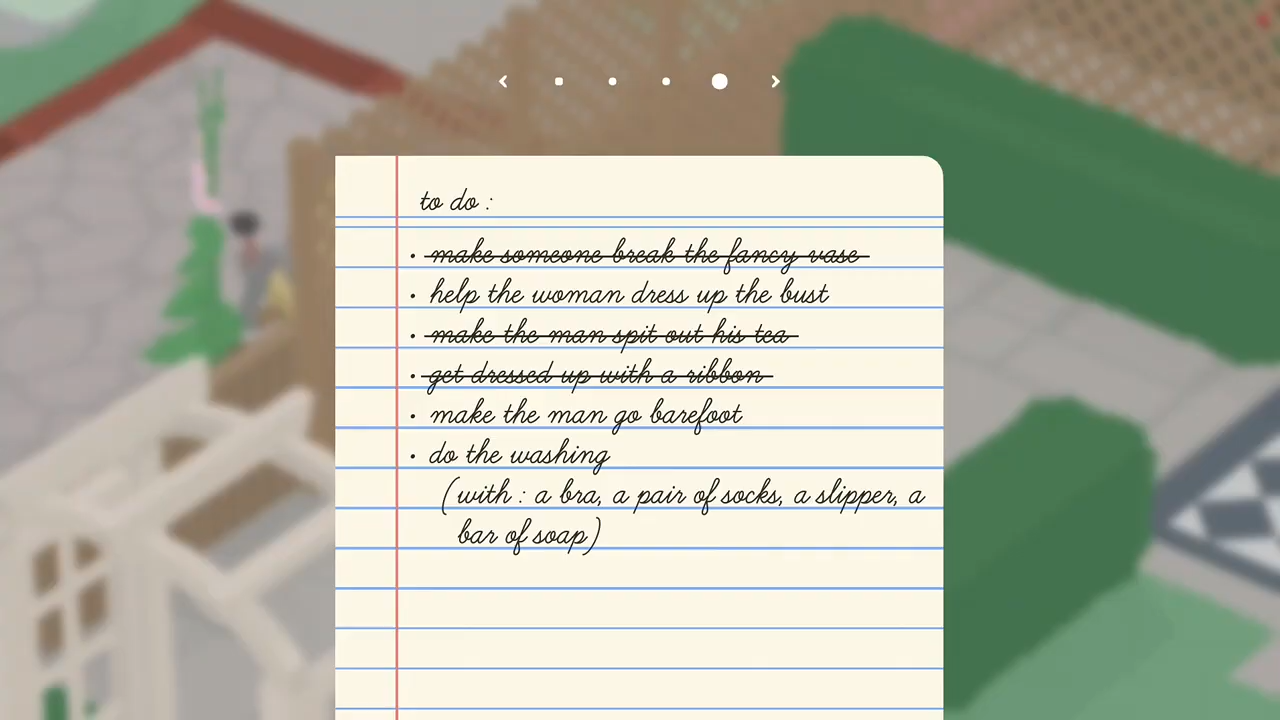 to do :
• make someone break the fancy vase
• help the woman dress up the bust
• make the man spit out his tea
• get dressed up with a ribbon
• make the man go barefoot
• do the washing
(with : a bra, a pair of socks, a slipper, a
bar of soap)